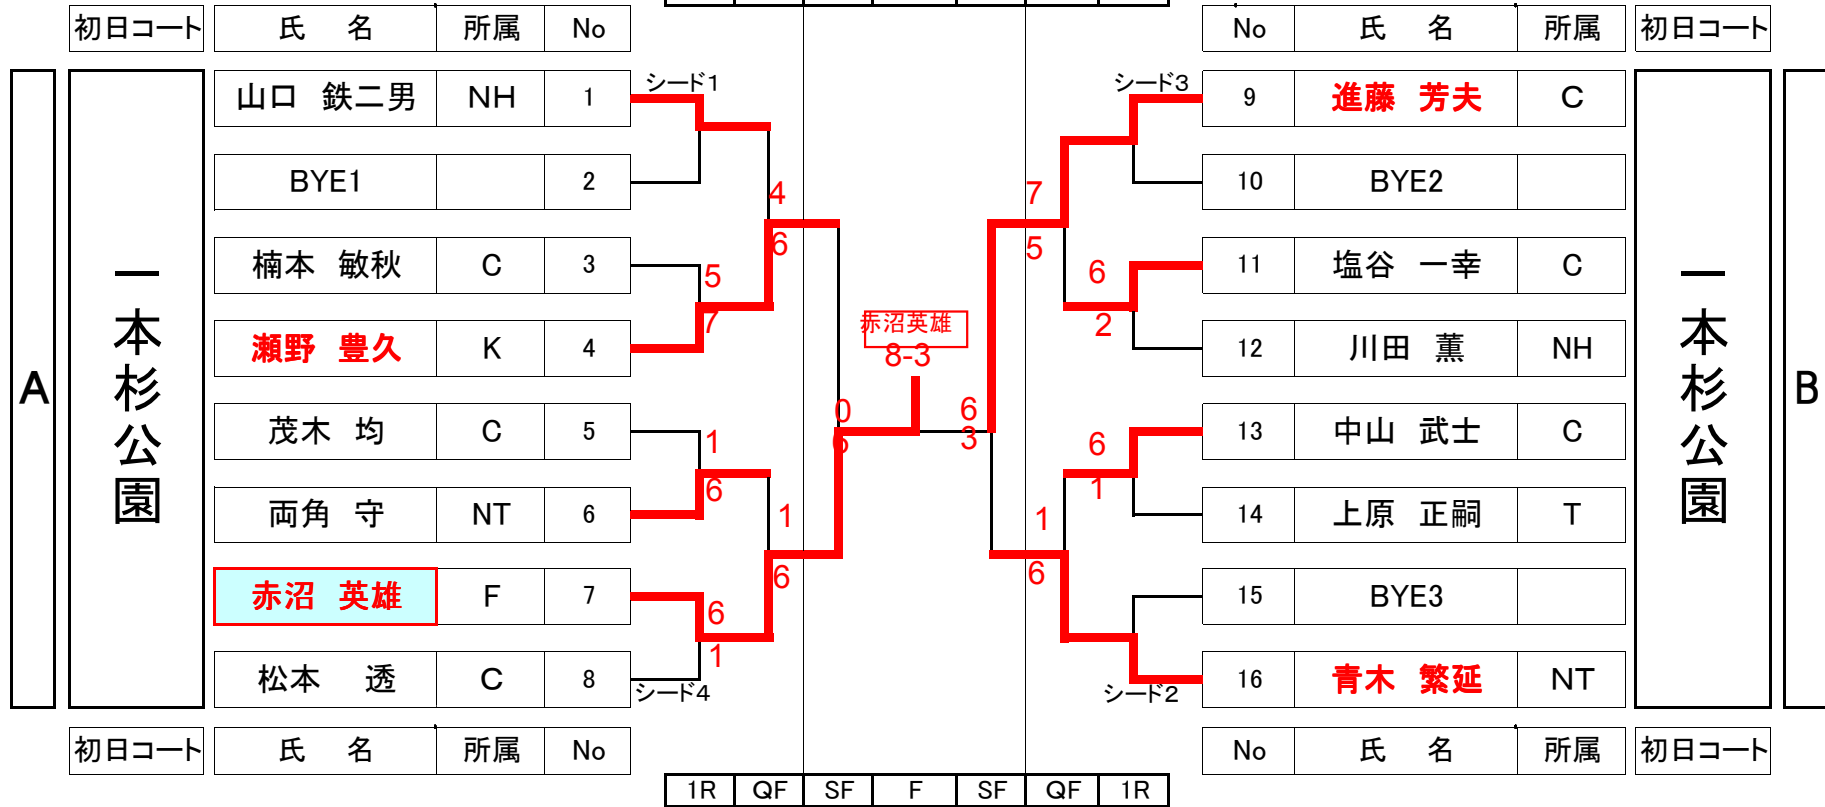 初日コート 氏 名 所属 No No 氏 名 所属 初日コート
A
一本杉公園
山口 鉄二男 NH 1
シード1
BYE1 2
楠本 敏秋 C 3
瀬野 豊久 K 4
茂木 均 C 5
両角 守 NT 6
赤沼 英雄 F 7
松本 透 C 8
シード4
4
6
5
7
1
6
1
6
6
1
0
6
赤沼英雄
8-3
6
3
7
5
6
2
6
1
1
6
シード3
9 進藤 芳夫 C
10 BYE2
11 塩谷 一幸 C
12 川田 薫 NH
13 中山 武士 C
14 上原 正嗣 T
15 BYE3
16 青木 繁延 NT
シード2
一本杉公園
B
初日コート 氏 名 所属 No No 氏 名 所属 初日コート
1R QF SF F SF QF 1R